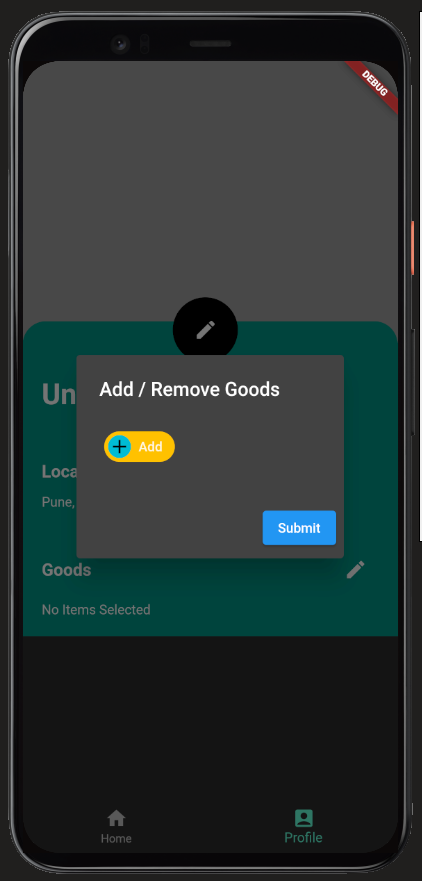 DEBUG
Add / Remove Goods
Add
Submit
Un
Loca
Pune,
Goods
No Items Selected
Home
Profile